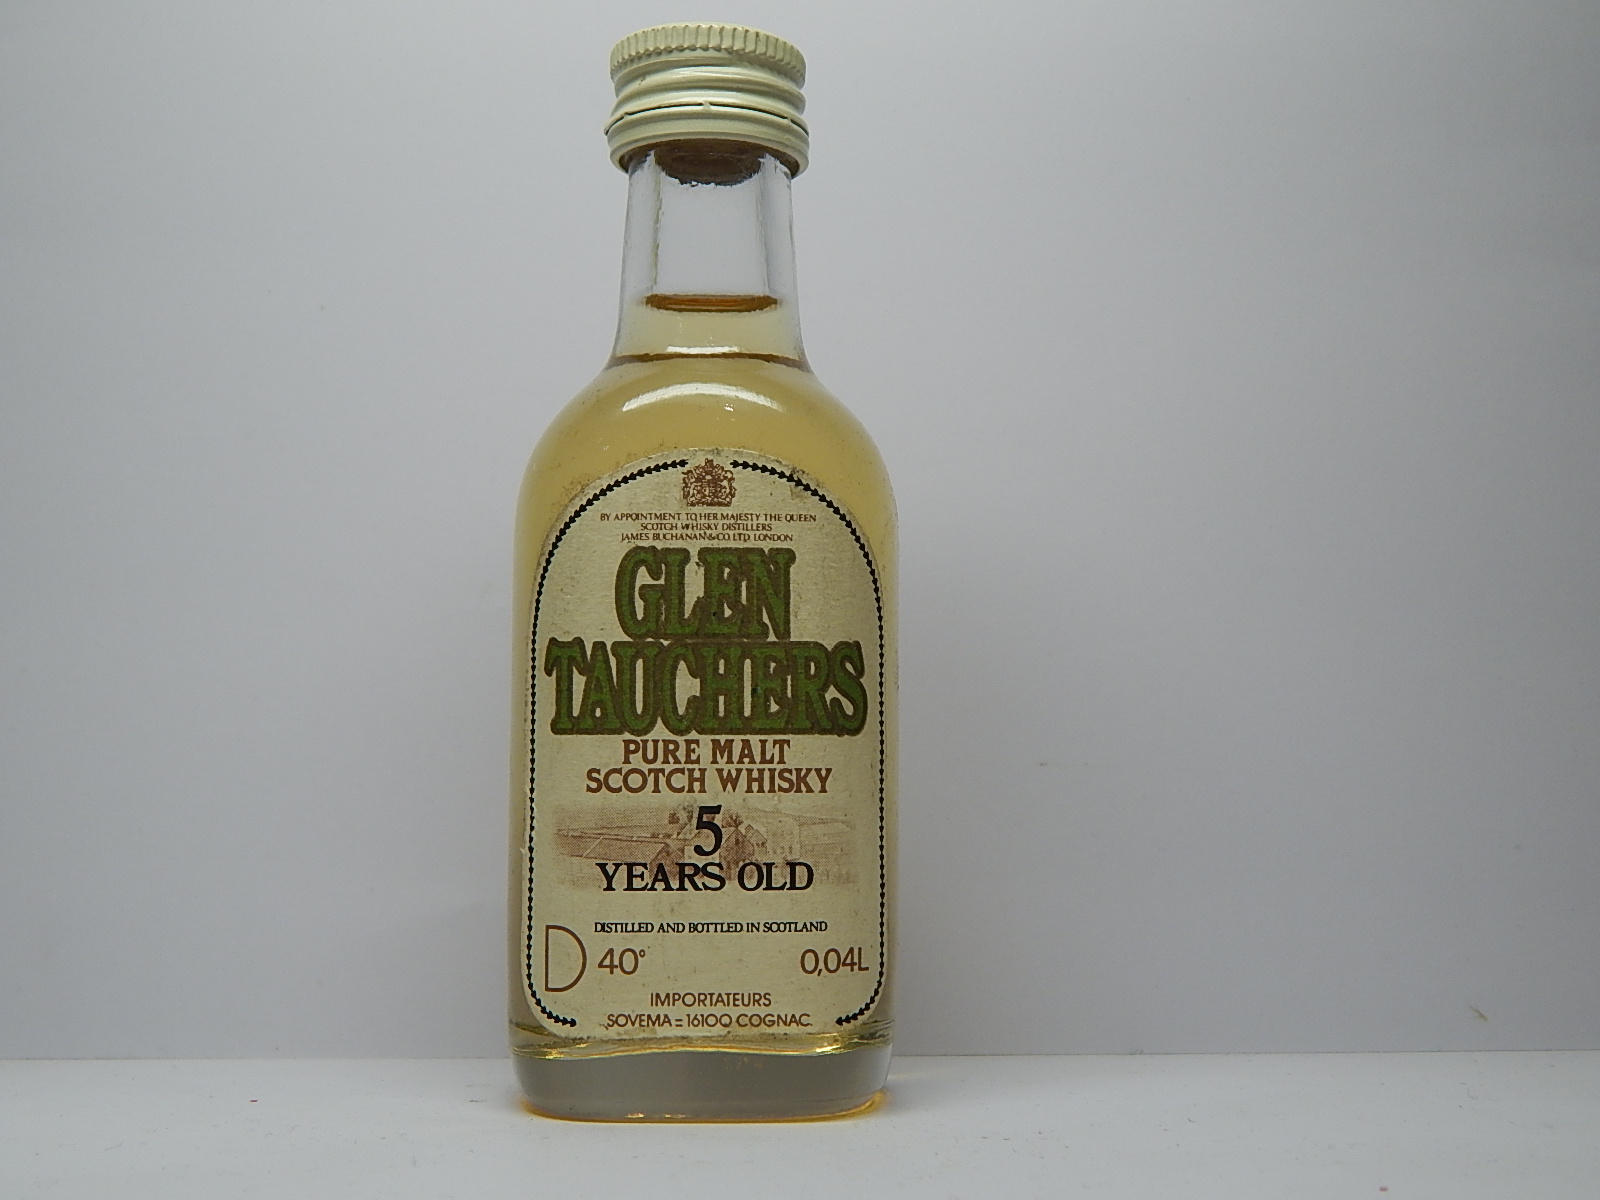 BY APPOINTMENT TO HER MAJESTY THE QUEEN
SCOTCH WHISKY DISTILLERS
JAMES BUCHANAN & CO. LTD. LONDON
GLEN
TAUCHERS
PURE MALT
SCOTCH WHISKY
5
YEARS OLD
DISTILLED AND BOTTLED IN SCOTLAND
D 40° 0,04L
IMPORTATEURS
SOVEMA = 16100 COGNAC